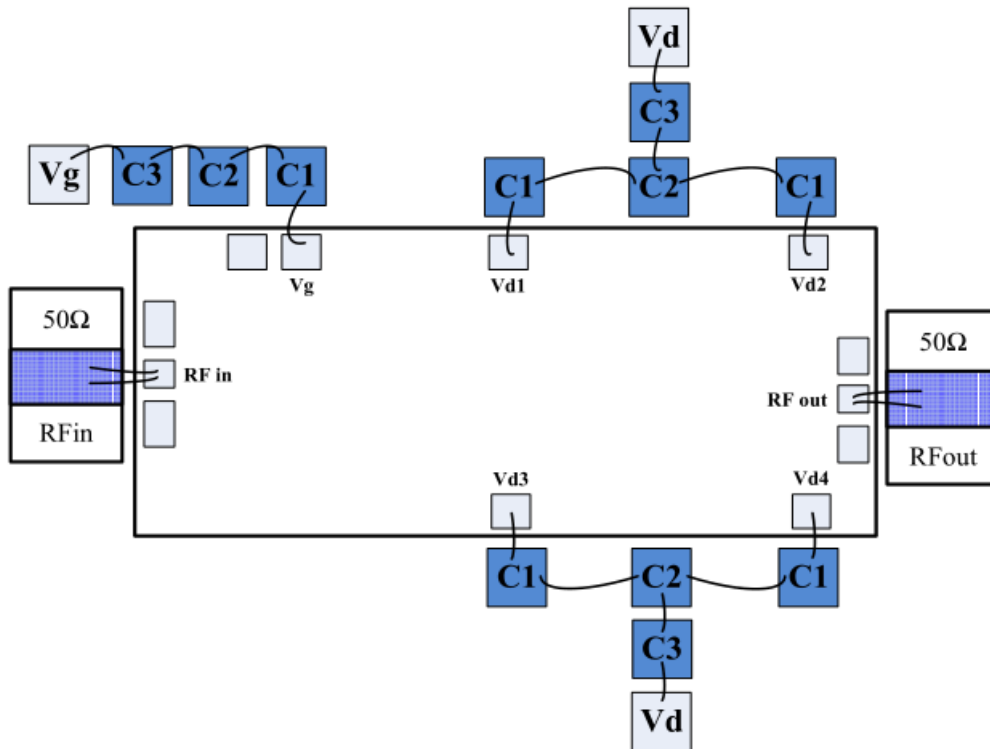 Vd
C3
Vg C3 C2 C1
C1 C2 C1
Vg
Vd1
Vd2
50Ω
RFin
RF in
50Ω
RFout
RF out
Vd3
Vd4
C1 C2 C1
C3
Vd